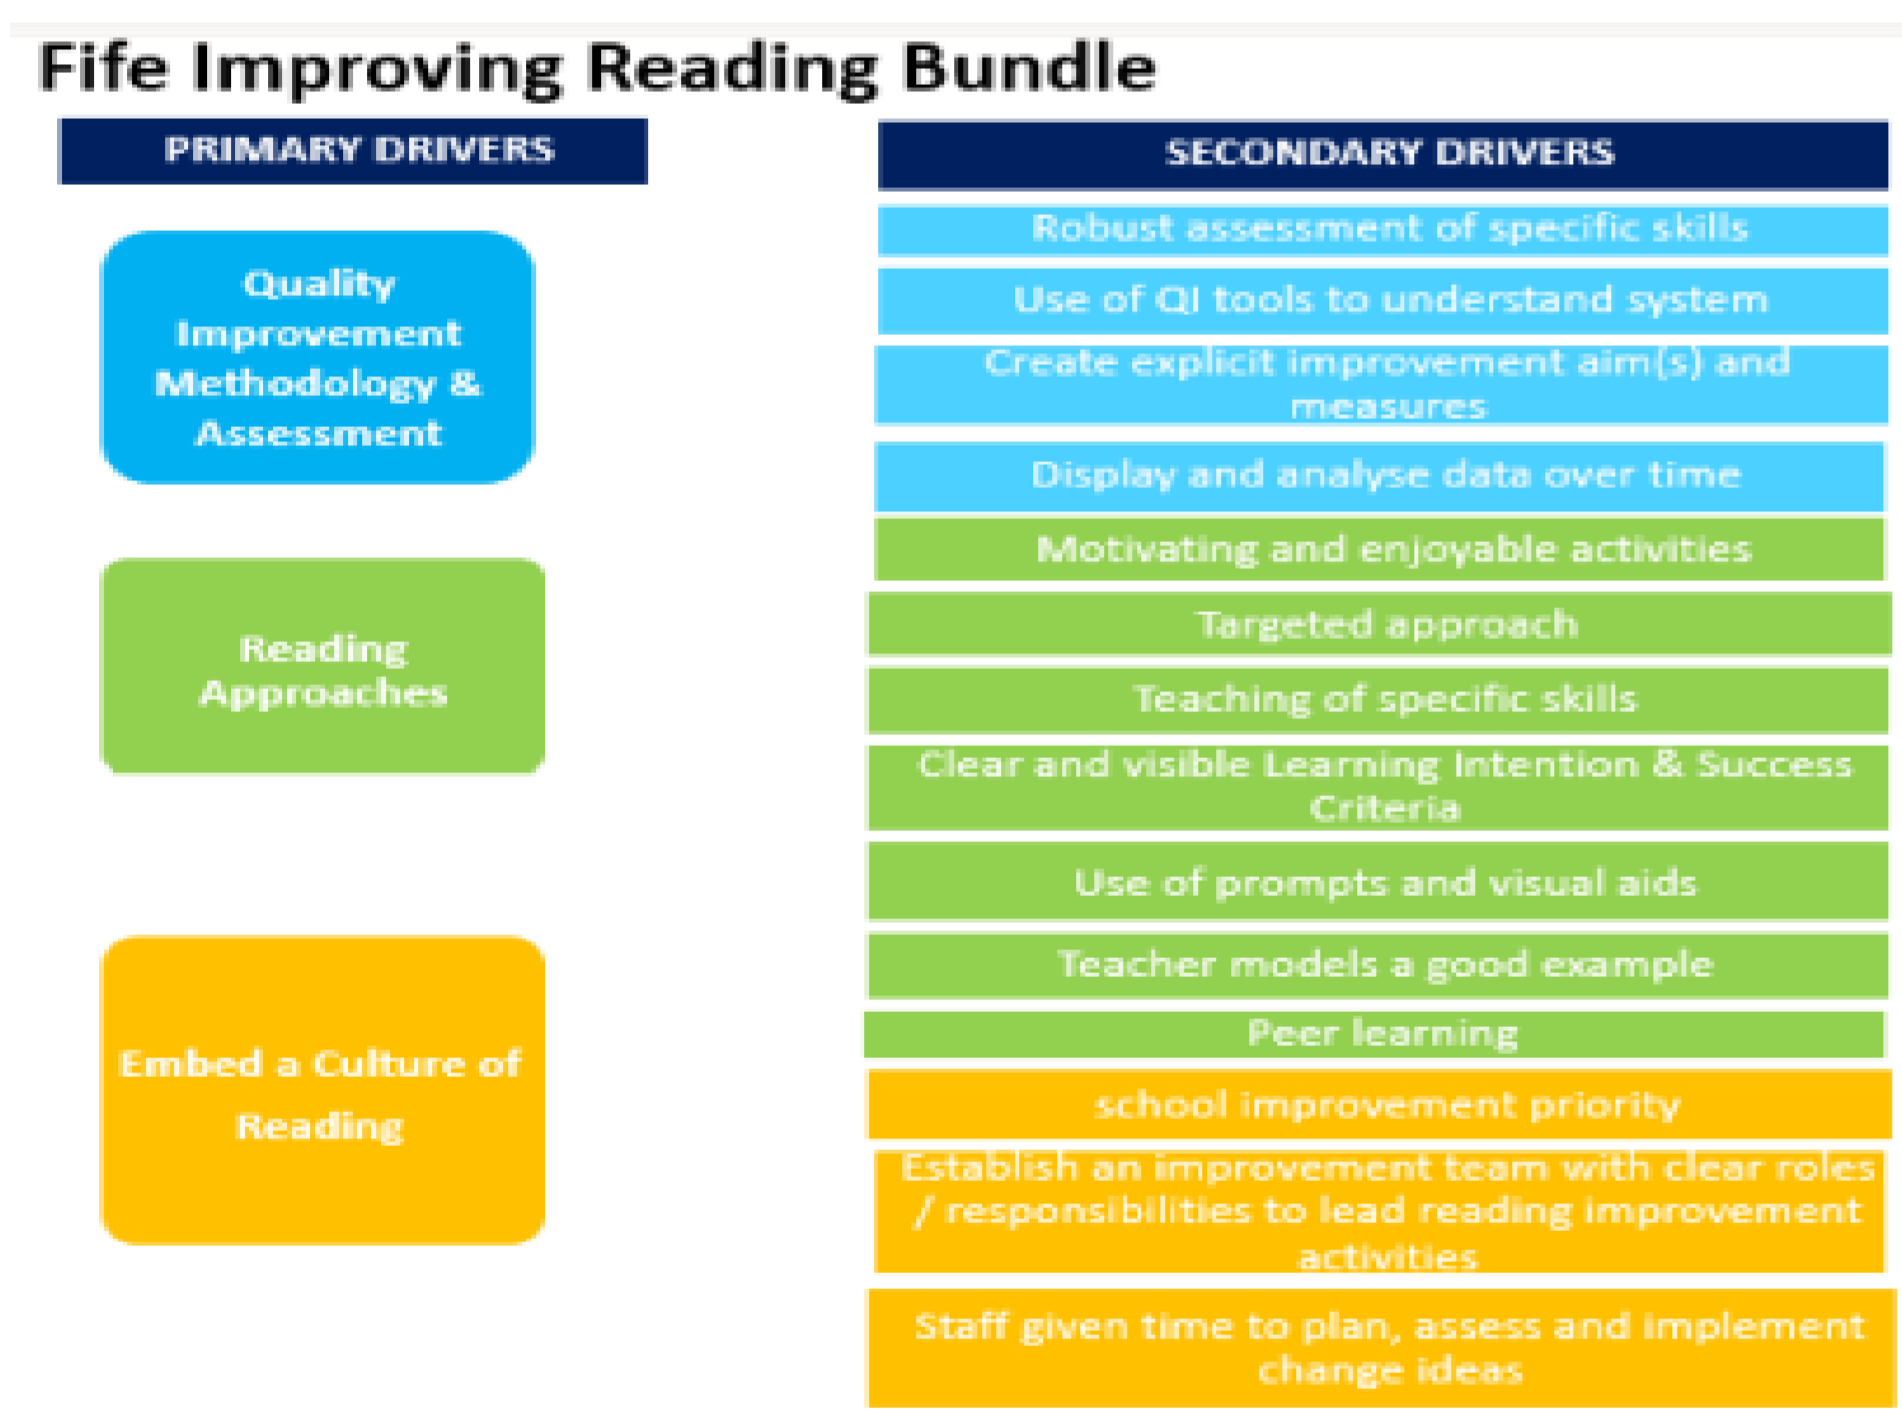 Fife Improving Reading Bundle
PRIMARY DRIVERS
Quality
Improvement
Methodology &
Assessment
Reading
Approaches
Embed a Culture of
Reading
SECONDARY DRIVERS
Robust assessment of specific skills
Use of QI tools to understand system
Create explicit improvement aim(s) and
measures
Display and analyse data over time
Motivating and enjoyable activities
Targeted approach
Teaching of specific skills
Clear and visible Learning Intention & Success
Criteria
Use of prompts and visual aids
Teacher models a good example
Peer learning
school improvement priority
Establish an improvement team with clear roles
/ responsibilities to lead reading improvement
activities
Staff given time to plan, assess and implement
change ideas